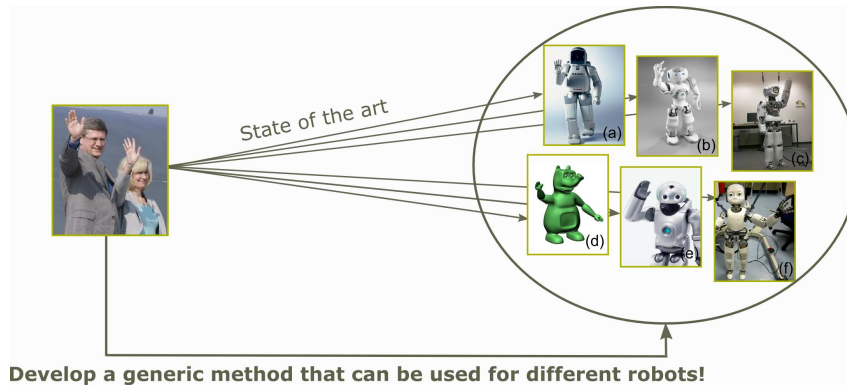 State of the art
(a)
(b)
(c)
(d)
(e)
(f)
Develop a generic method that can be used for different robots!